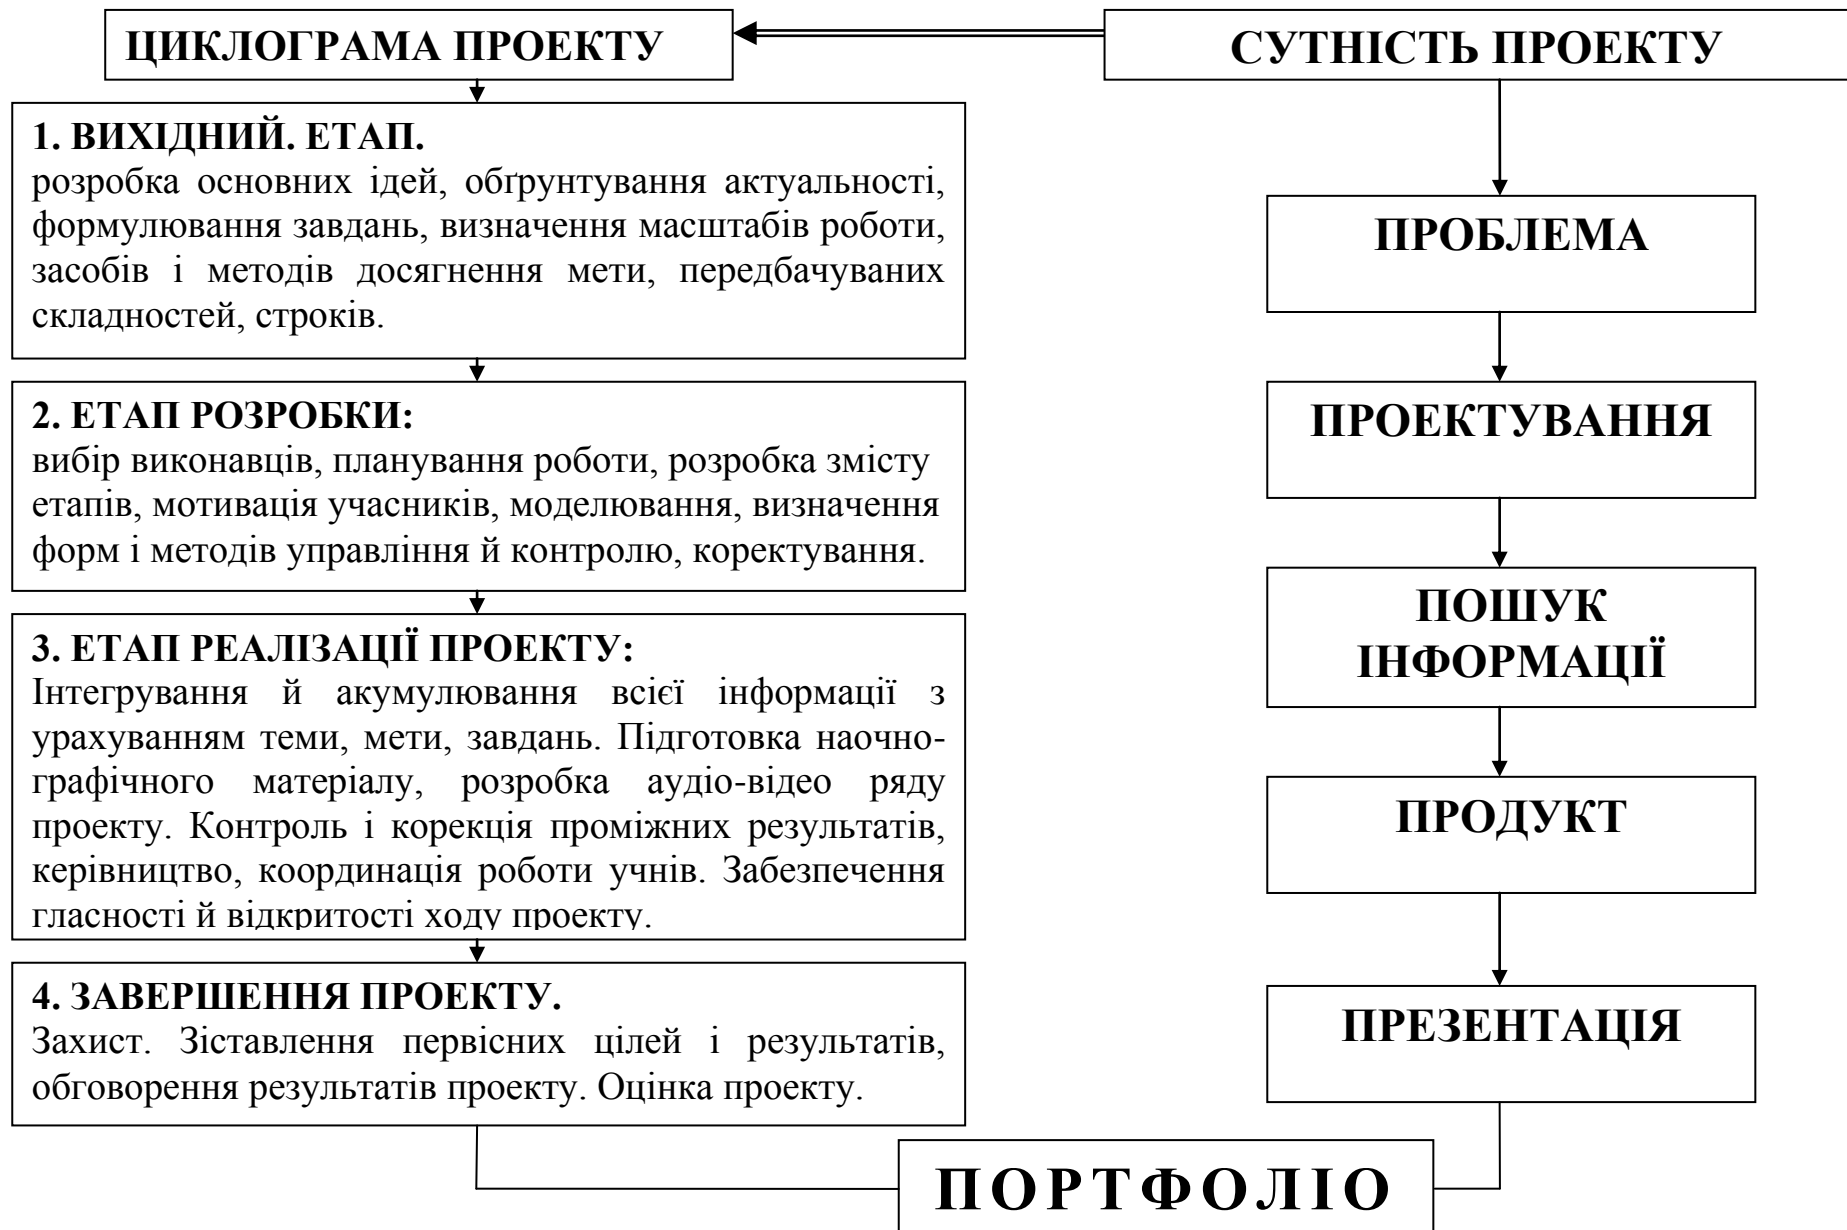 ЦИКЛОГРАМА ПРОЕКТУ
СУТНІСТЬ ПРОЕКТУ
1. ВИХІДНИЙ. ЕТАП.
розробка основних ідей, обґрунтування актуальності,
формулювання завдань, визначення масштабів роботи,
засобів і методів досягнення мети, передбачуваних
складностей, строків.
2. ЕТАП РОЗРОБКИ:
вибір виконавців, планування роботи, розробка змісту
етапів, мотивація учасників, моделювання, визначення
форм і методів управління й контролю, коректування.
3. ЕТАП РЕАЛІЗАЦІЇ ПРОЕКТУ:
Інтегрування й акумулювання всієї інформації з
урахуванням теми, мети, завдань. Підготовка наочно-
графічного матеріалу, розробка аудіо-відео ряду
проекту. Контроль і корекція проміжних результатів,
керівництво, координація роботи учнів. Забезпечення
гласності й відкритості ходу проекту.
4. ЗАВЕРШЕННЯ ПРОЕКТУ.
Захист. Зіставлення первісних цілей і результатів,
обговорення результатів проекту. Оцінка проекту.
ПРОБЛЕМА
ПРОЕКТУВАННЯ
ПОШУК
ІНФОРМАЦІЇ
ПРОДУКТ
ПРЕЗЕНТАЦІЯ
ПОРТФОЛІО